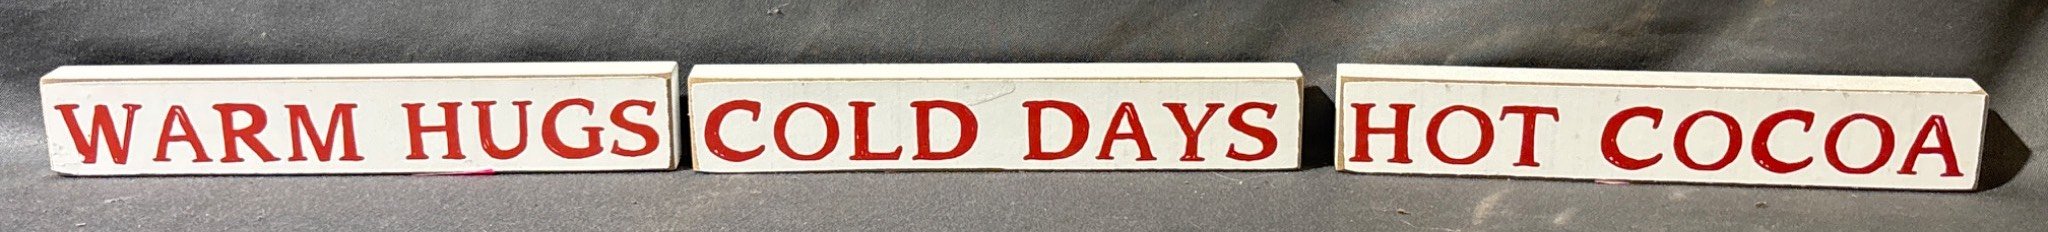 WARM HUGS
COLD DAYS
HOT COCOA